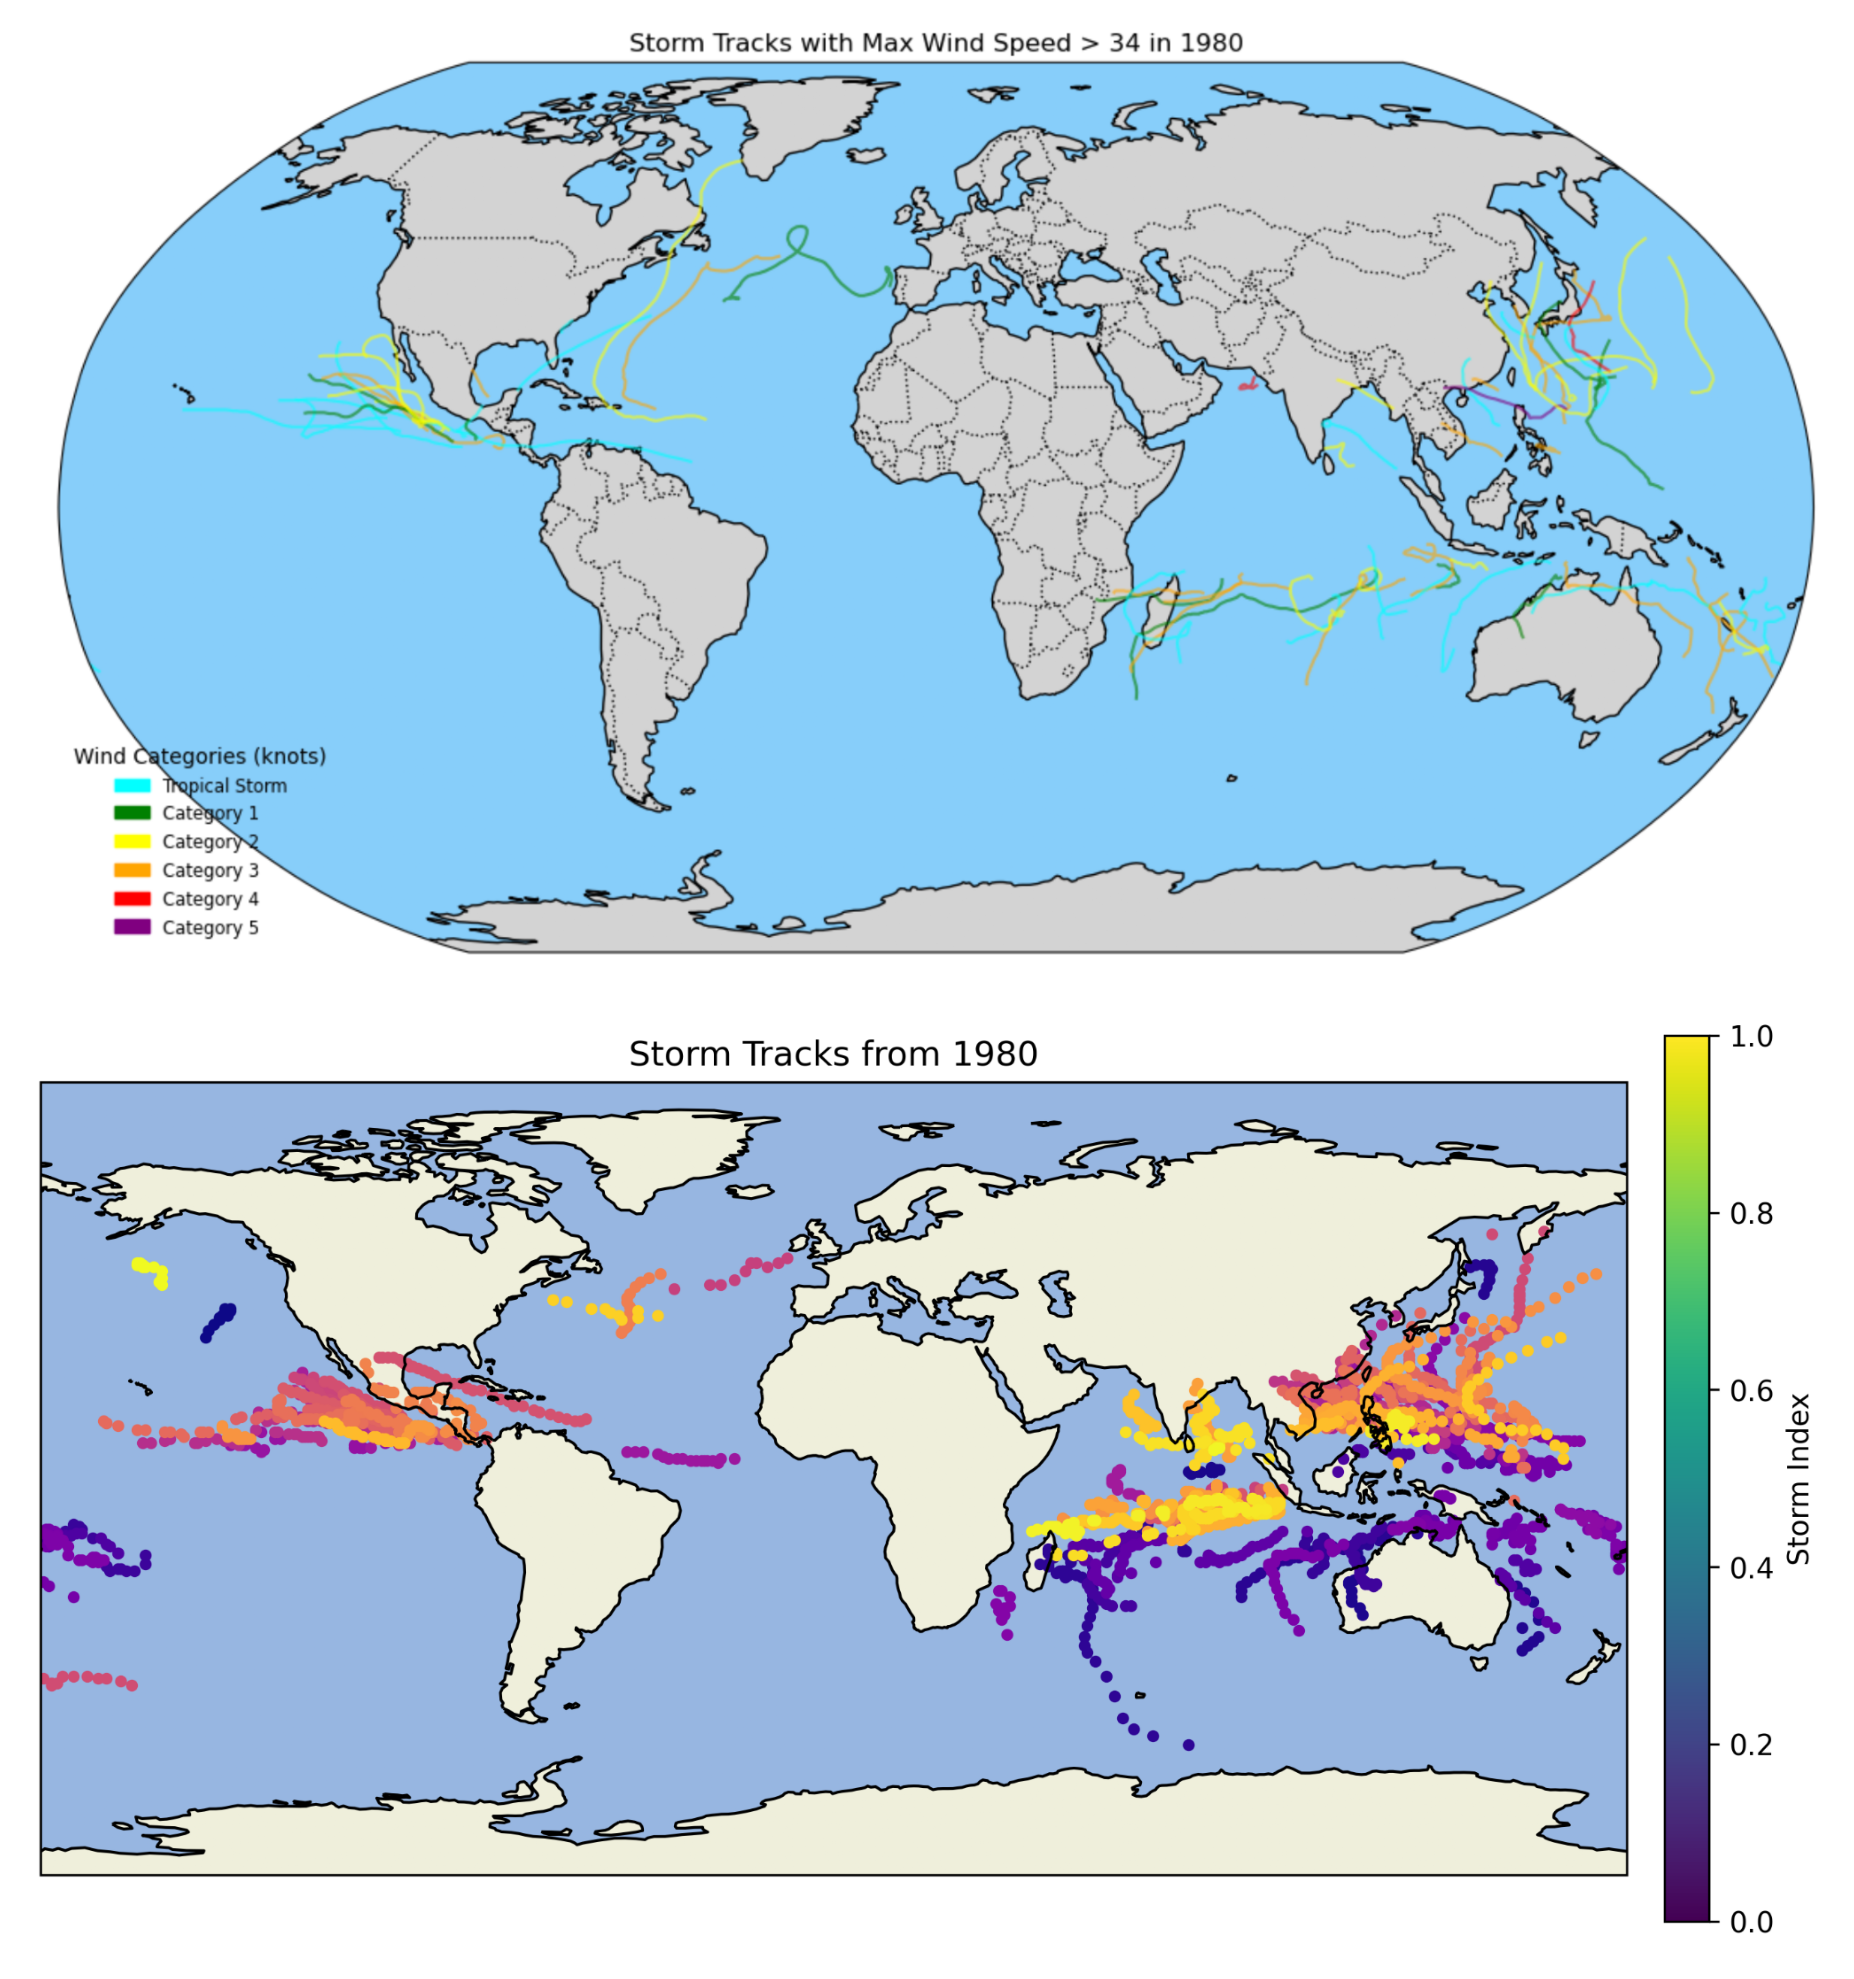 Storm Tracks with Max Wind Speed > 34 in 1980
Wind Categories (knots)
Tropical Storm
Category 1
Category 2
Category 3
Category 4
Category 5
Storm Tracks from 1980
1.0
0.8
0.6
0.4
0.2
0.0
Storm Index